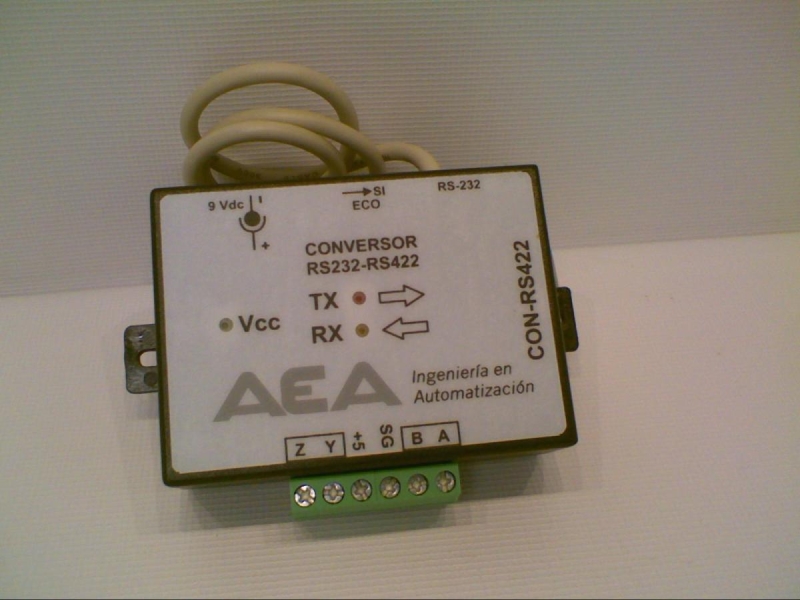 9 Vdc
- +
SI
ECO
RS-232
CONVERSOR
RS232-RS422
TX
RX
Vcc
CON-RS422
AEA
Ingeniería en
Automatización
Z Y +5 SG B A